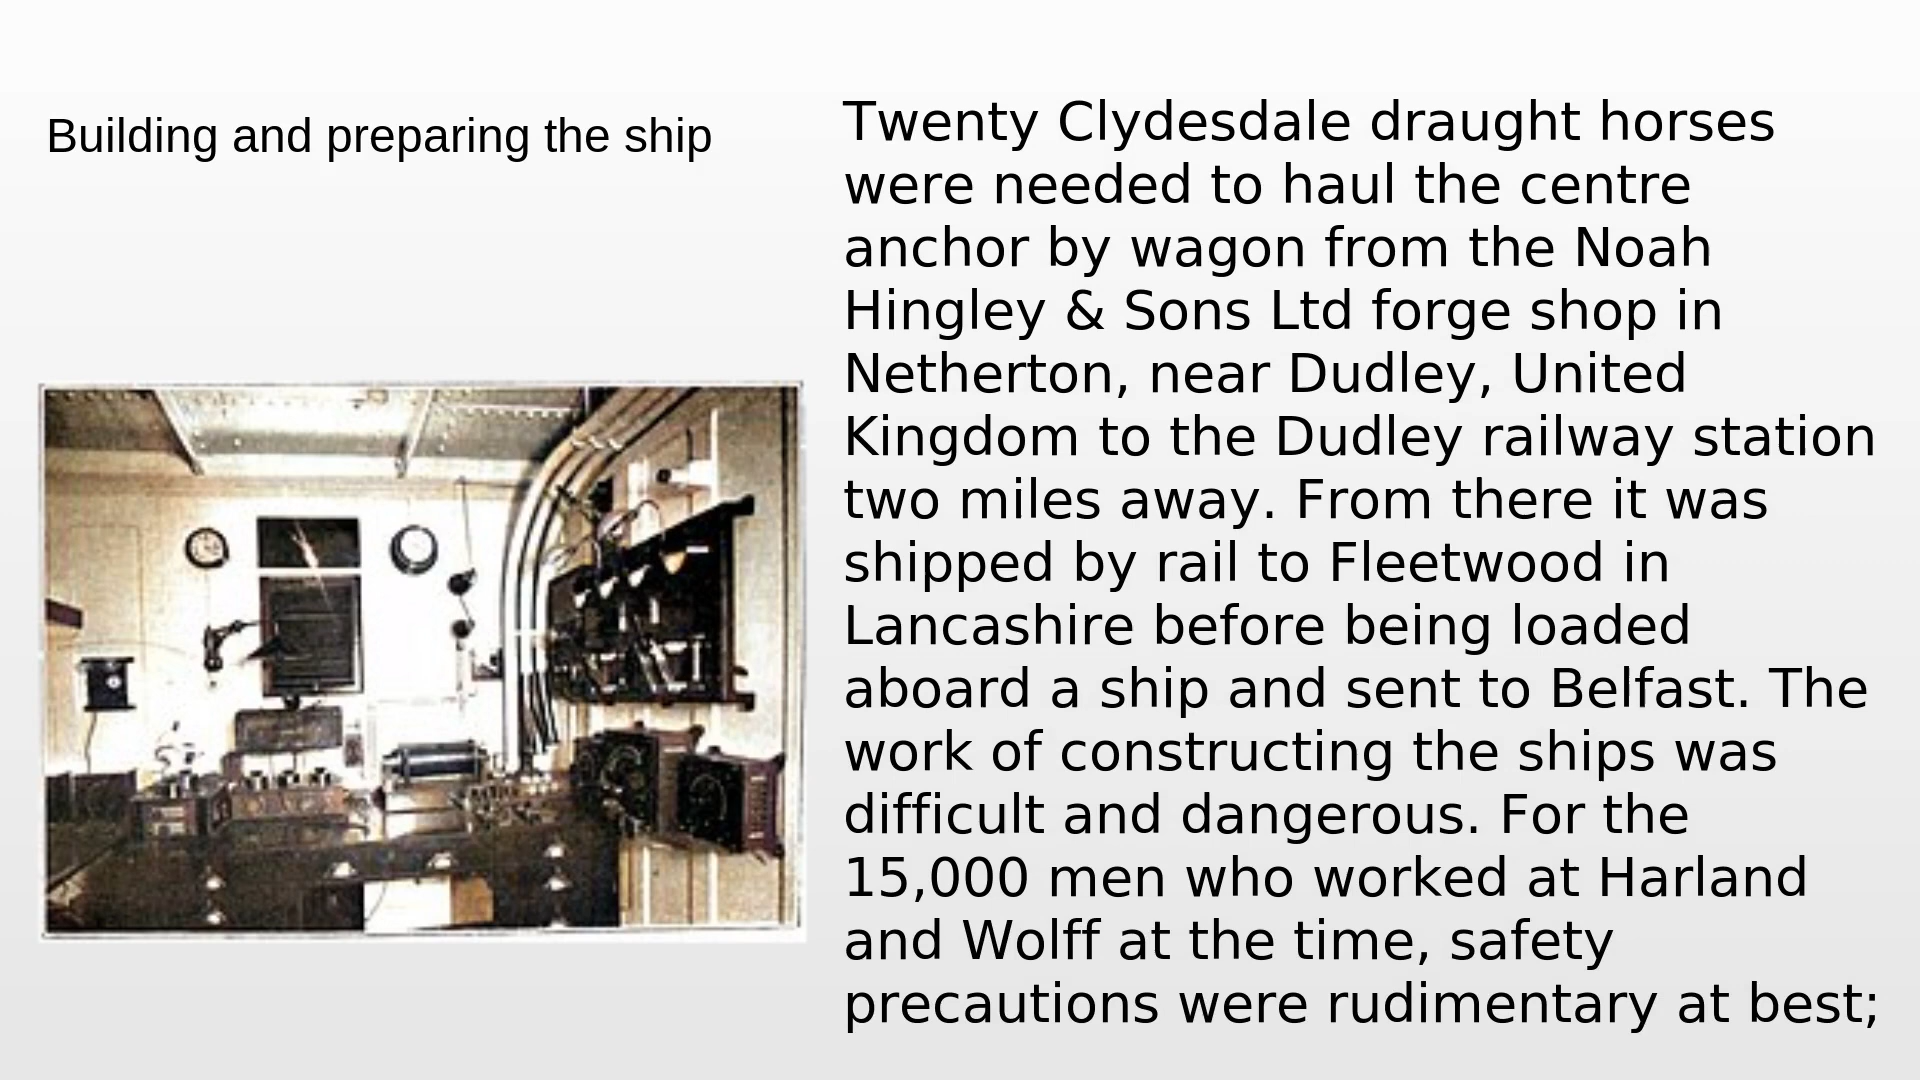 Building and preparing the ship
Twenty Clydesdale draught horses
were needed to haul the centre
anchor by wagon from the Noah
Hingley & Sons Ltd forge shop in
Netherton, near Dudley, United
Kingdom to the Dudley railway station
two miles away. From there it was
shipped by rail to Fleetwood in
Lancashire before being loaded
aboard a ship and sent to Belfast. The
work of constructing the ships was
difficult and dangerous. For the
15,000 men who worked at Harland
and Wolff at the time, safety
precautions were rudimentary at best;